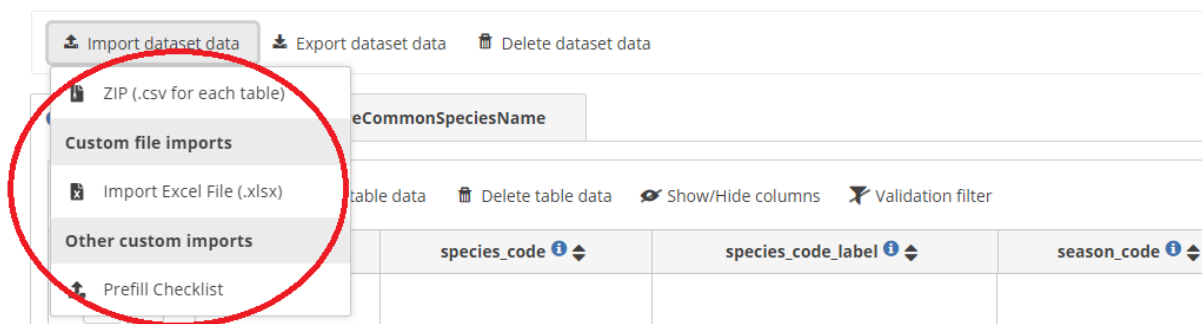 Import dataset data Export dataset data Delete dataset data
ZIP (.csv for each table)
eCommonSpeciesName
Custom file imports
Import Excel File (.xlsx) table data Delete table data Show/Hide columns Validation filter
Other custom imports species_code species_code_label season_code
Prefill Checklist